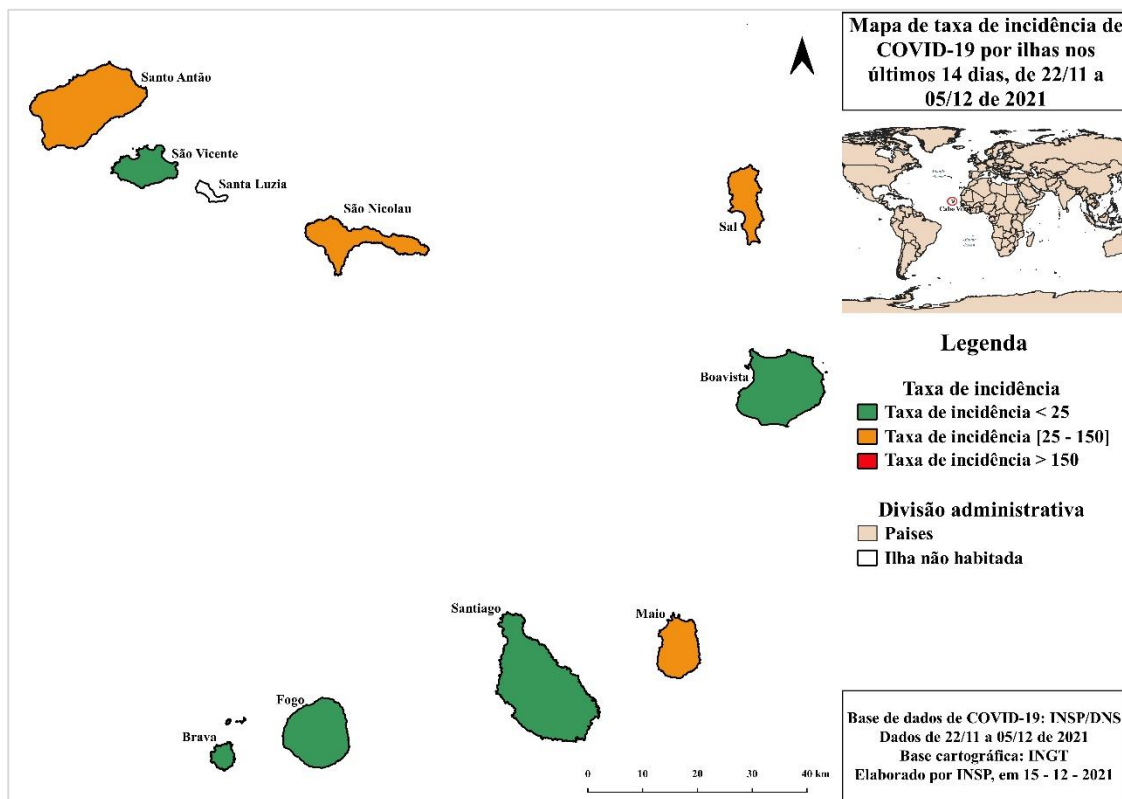 Mapa de taxa de incidência de
COVID-19 por ilhas nos
últimos 14 dias, de 22/11 a
05/12 de 2021
Santo Antão
São Vicente
Santa Luzia
São Nicolau
Sal
Boavista
Santiago
Maio
Fogo
Brava
Legenda
Taxa de incidência
Taxa de incidência < 25
Taxa de incidência [25 - 150]
Taxa de incidência > 150
Divisão administrativa
Paises
Ilha não habitada
0 10 20 30 40 km
Base de dados de COVID-19: INSP/DNS
Dados de 22/11 a 05/12 de 2021
Base cartográfica: INGT
Elaborado por INSP, em 15 - 12 - 2021